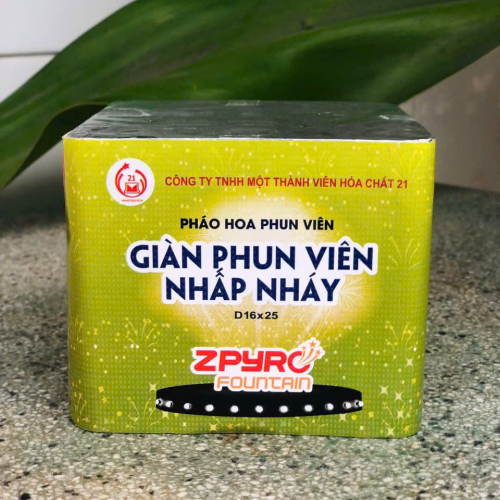 21
CÔNG TY TNHH MỘT THÀNH VIÊN HÓA CHẤT 21
PHÁO HOA PHUN VIÊN
GIÀN PHUN VIÊN
NHẤP NHÁY
D16x25
ZPYRO
FOUNTAIN